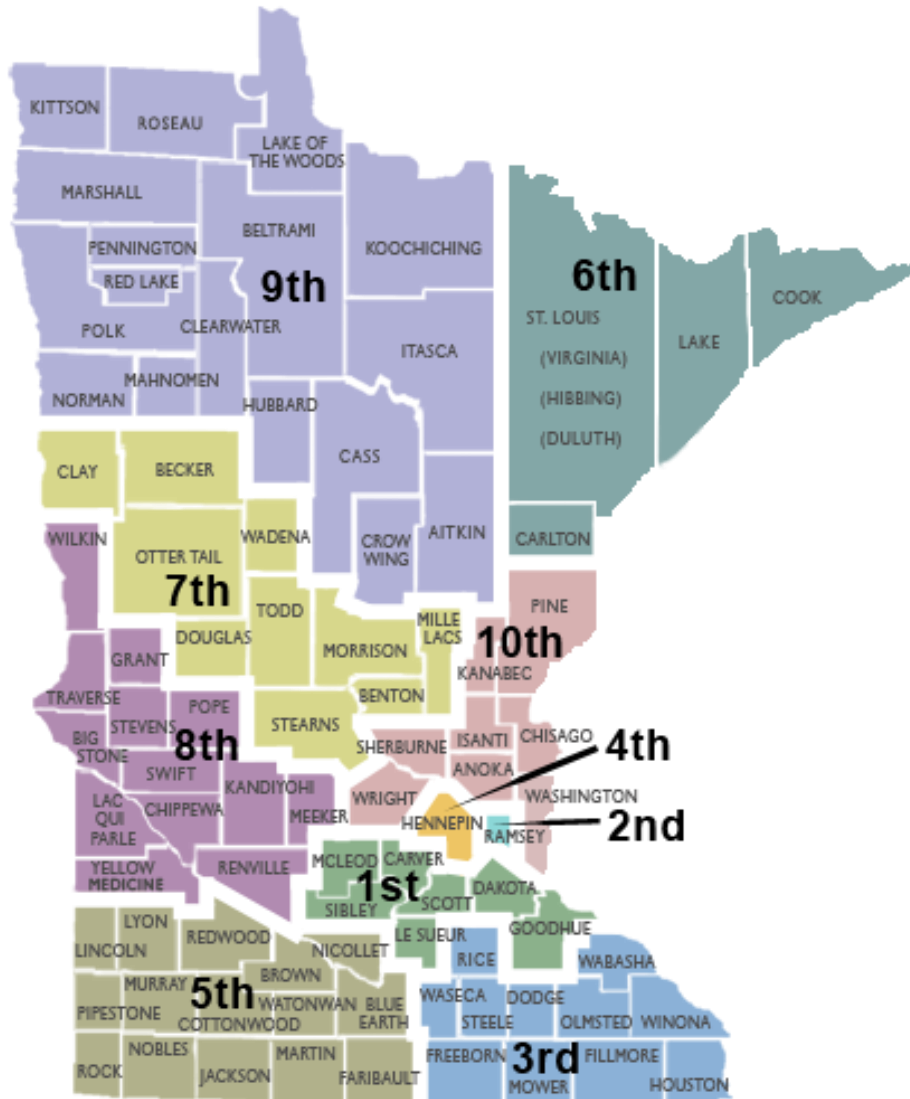 KITTSON
ROSEAU
LAKE OF
THE WOODS
MARSHALL
BELTRAMI
KOOCHICHING
PENNINGTON
RED LAKE
9th
6th
COOK
POLK
CLEARWATER
ST. LOUIS
LAKE
ITASCA
(VIRGINIA)
MAHNOMEN
NORMAN
HUBBARD
(HIBBING)
(DULUTH)
CLAY
BECKER
CASS
WILKIN
WADENA
OTTER TAIL
CROW
WING
AITKIN
CARLTON
7th
TODD
PINE
DOUGLAS
MILLE
LACS
10th
MORRISON
GRANT
KANABEC
TRAVERSE
POPE
BENTON
STEVENS
STEARNS
8th
BIG
STONE
SHERBURNE
ISANTI
CHISAGO
4th
SWIFT
ANOKA
KANDIYOHI
LAC
QUI
PARLE
CHIPPEWA
MEEKER
WRIGHT
WASHINGTON
HENNEPIN
RAMSEY
2nd
YELLOW
MEDICINE
RENVILLE
MCLEOD
CARVER
1st
DAKOTA
SIBLEY
SCOTT
LYON
REDWOOD
LE SUEUR
GOODHUE
LINCOLN
NICOLLET
RICE
WABASHA
BROWN
MURRAY
5th
WATONWAN
BLUE
EARTH
WASECA
DODGE
PIPESTONE
COTTONWOOD
STEELE
OLMSTED
WINONA
NOBLES
MARTIN
FREEBORN
3rd
FILLMORE
ROCK
JACKSON
FARIBAULT
MOWER
HOUSTON